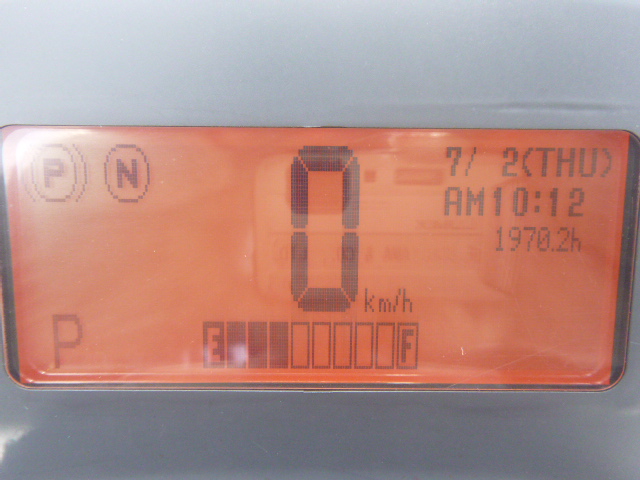 P N
0
km/h
7/ 2(THU)
AM10:12
1970.2h
P
E F